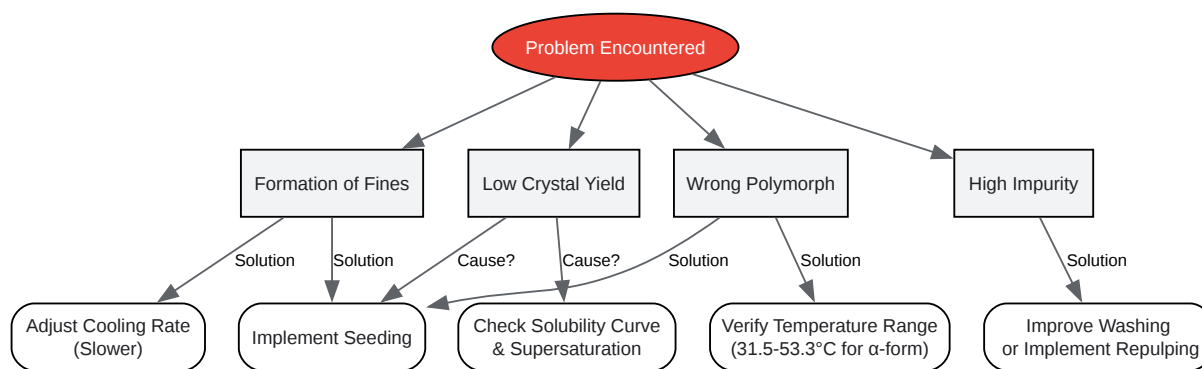 Problem Encountered
Formation of Fines
Low Crystal Yield
Wrong Polymorph
High Impurity
Solution
Solution
Cause?
Cause?
Solution
Solution
Solution
Adjust Cooling Rate
(Slower)
Implement Seeding
Check Solubility Curve
& Supersaturation
Verify Temperature Range
(31.5-53.3°C for α-form)
Improve Washing
or Implement Repulping